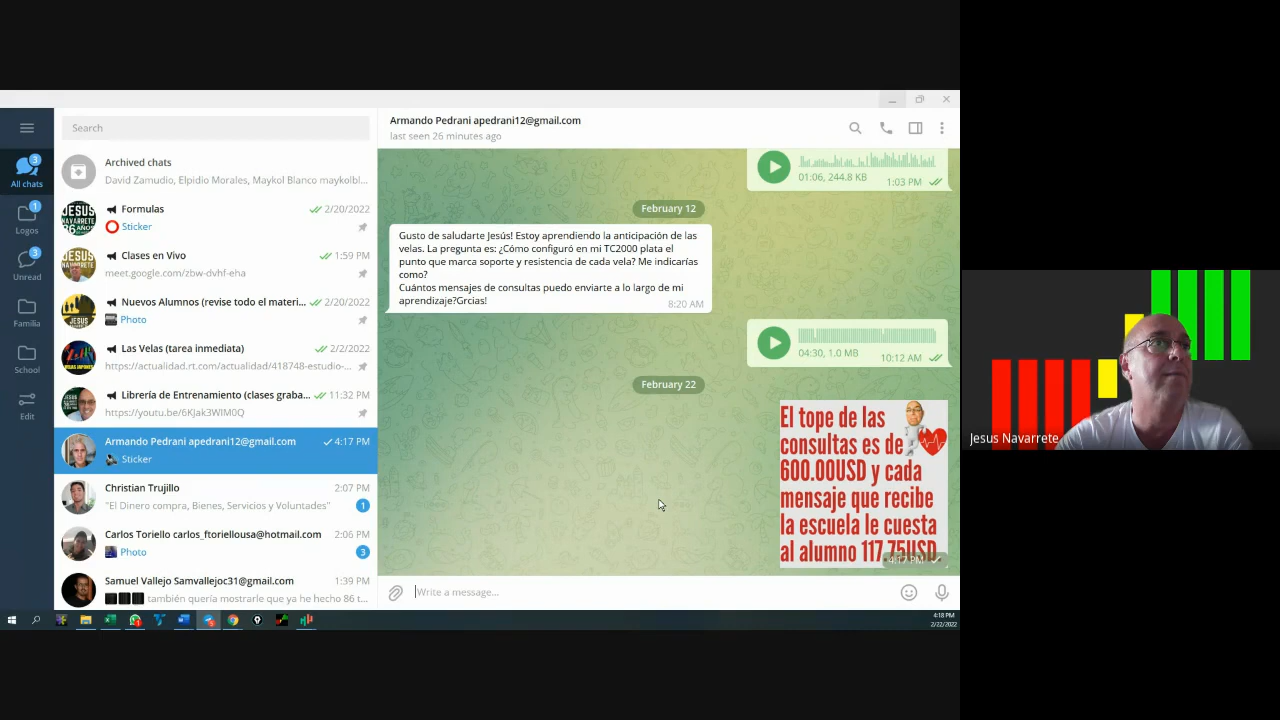 Search
All chats
3
Logos
1
Unread
3
Familia
School
Edit
Archived chats
David Zamudio, Elpidio Morales, Maykol Blanco maykolbl...
Formulas
2/20/2022
Sticker
Clases en Vivo
1:59 PM
meet.google.com/zbw-dvhf-eha
Nuevos Alumnos (revise todo el materi...
2/20/2022
Photo
Las Velas (tarea inmediata)
2/2/2022
https://actualidad.rt.com/actualidad/418748-estudio-...
Librería de Entrenamiento (clases graba...
11:32 PM
https://youtu.be/6KJak3WIM0Q
Armando Pedrani apedrani12@gmail.com
4:17 PM
Sticker
Christian Trujillo
2:07 PM
"El Dinero compra, Bienes, Servicios y Voluntades"
1
Carlos Toriello carlos_ftoriellousa@hotmail.com
2:06 PM
Photo
3
Samuel Vallejo Samvallejoc31@gmail.com
1:39 PM
también quería mostrarle que ya he hecho 86 t...
Armando Pedrani apedrani12@gmail.com
last seen 26 minutes ago
01:06, 244.8 KB
1:03 PM
February 12
Gusto de saludarte Jesús! Estoy aprendiendo la anticipación de las
velas. La pregunta es: ¿Cómo configuró en mi TC2000 plata el
punto que marca soporte y resistencia de cada vela? Me indicarías
como?
Cuántos mensajes de consultas puedo enviarte a lo largo de mi
aprendizaje?Grcias!
8:20 AM
04:30, 1.0 MB
10:12 AM
February 22
El tope de las
consultas es de
600.00USD y cada
mensaje que recibe
la escuela le cuesta
al alumno 117.75USD
4:17 PM
Write a message...
4:18 PM
2/22/2022
Jesus Navarrete